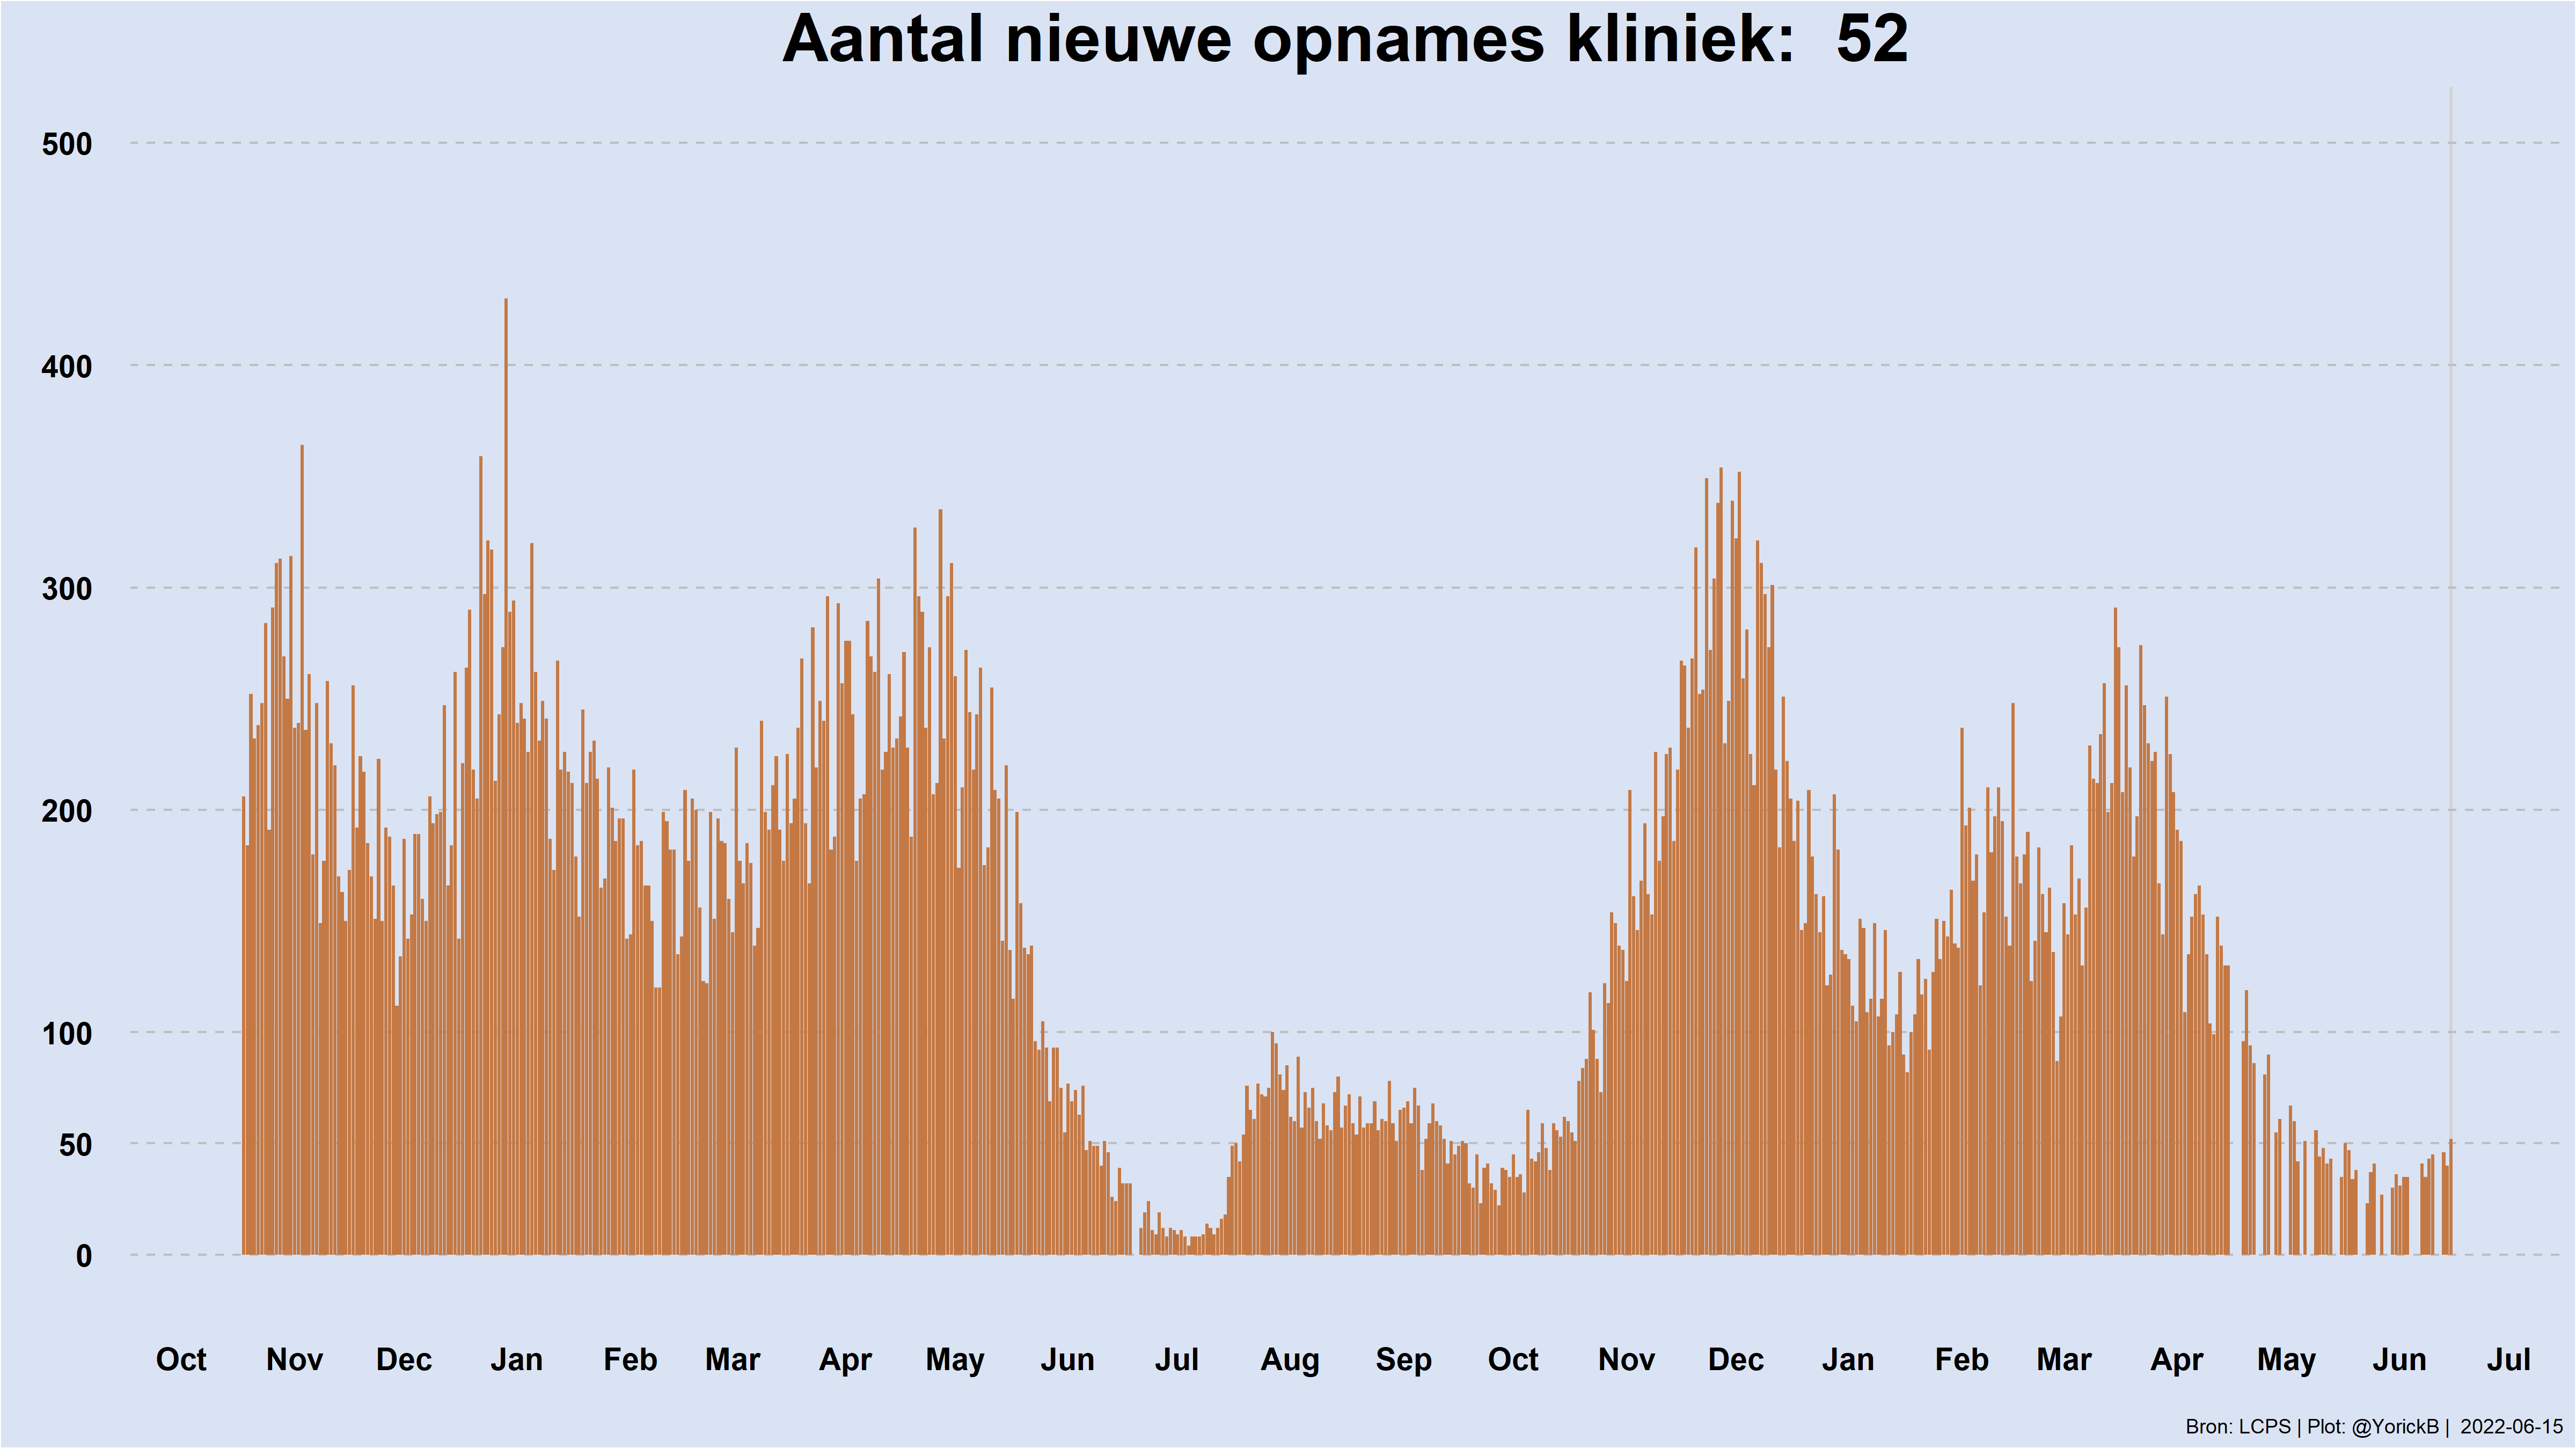 Aantal nieuwe opnames kliniek: 52
500
400
300
200
100
50
0
Oct Nov Dec Jan Feb Mar Apr May Jun Jul Aug Sep Oct Nov Dec Jan Feb Mar Apr May Jun Jul
Bron: LCPS | Plot: @YorickB | 2022-06-15